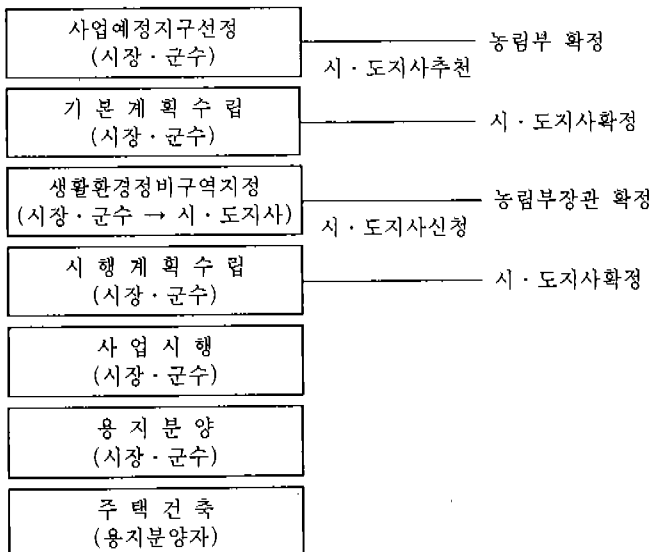 사업예정지구선정
(시장 · 군수)
농림부 확정
시 · 도지사추천
기 본 계 획 수 립
(시장 · 군수)
시 · 도지사확정
생활환경정비구역지정
(시장 · 군수 → 시 · 도지사)
농림부장관 확정
시 · 도지사신청
시 행 계 획 수 립
(시장 · 군수)
시 · 도지사확정
사 업 시 행
(시장 · 군수)
용 지 분 양
(시장 · 군수)
주 택 건 축
(용지분양자)